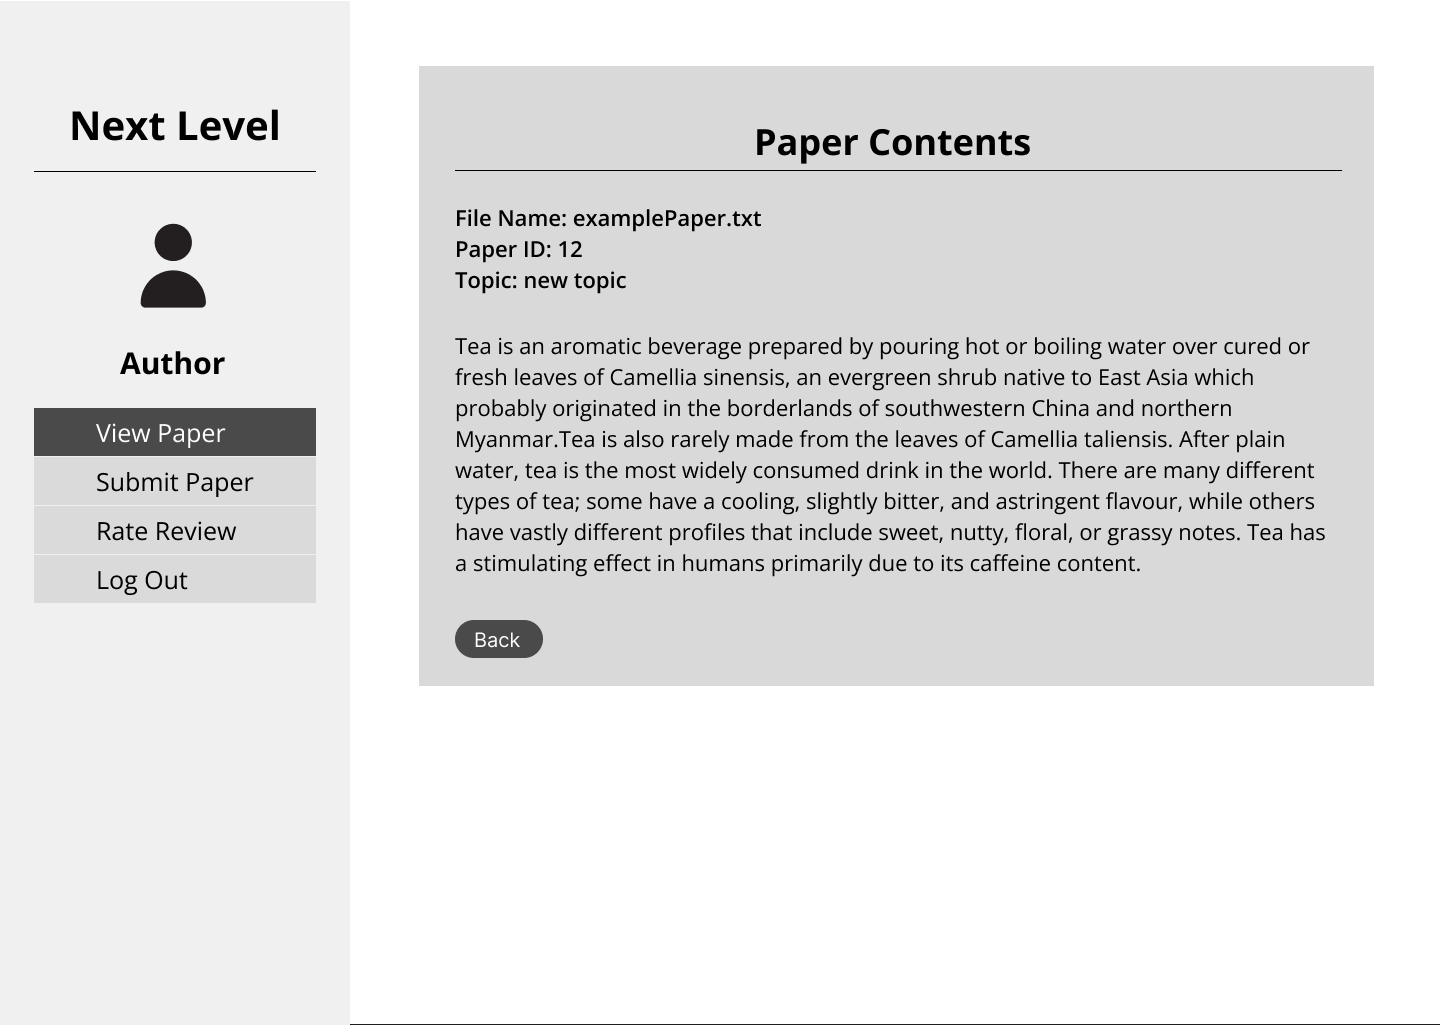 Next Level
Author
View Paper
Submit Paper
Rate Review
Log Out
Paper Contents
File Name: examplePaper.txt
Paper ID: 12
Topic: new topic
Tea is an aromatic beverage prepared by pouring hot or boiling water over cured or
fresh leaves of Camellia sinensis, an evergreen shrub native to East Asia which
probably originated in the borderlands of southwestern China and northern
Myanmar.Tea is also rarely made from the leaves of Camellia taliensis. After plain
water, tea is the most widely consumed drink in the world. There are many different
types of tea; some have a cooling, slightly bitter, and astringent flavour, while others
have vastly different profiles that include sweet, nutty, floral, or grassy notes. Tea has
a stimulating effect in humans primarily due to its caffeine content.
Back